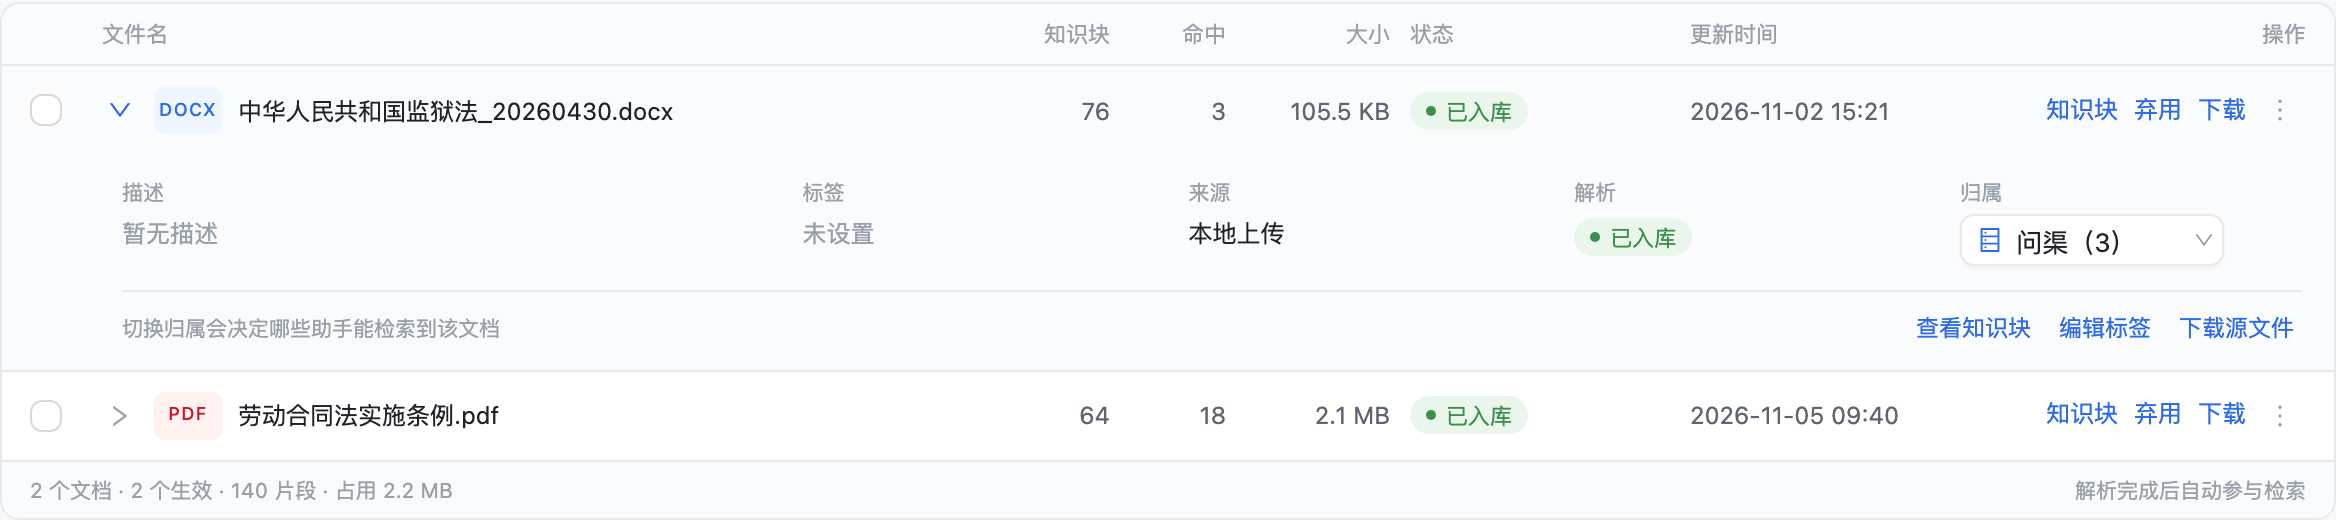 文件名 知识块 命中 大小 状态 更新时间 操作
DOCX 中华人民共和国监狱法_20260430.docx 76 3 105.5 KB 已入库 2026-11-02 15:21 知识块 弃用 下载
描述 标签 来源 解析 归属
暂无描述 未设置 本地上传 已入库 问渠（3）
切换归属会决定哪些助手能检索到该文档 查看知识块 编辑标签 下载源文件
PDF 劳动合同法实施条例.pdf 64 18 2.1 MB 已入库 2026-11-05 09:40 知识块 弃用 下载
2 个文档 · 2 个生效 · 140 片段 · 占用 2.2 MB 解析完成后自动参与检索